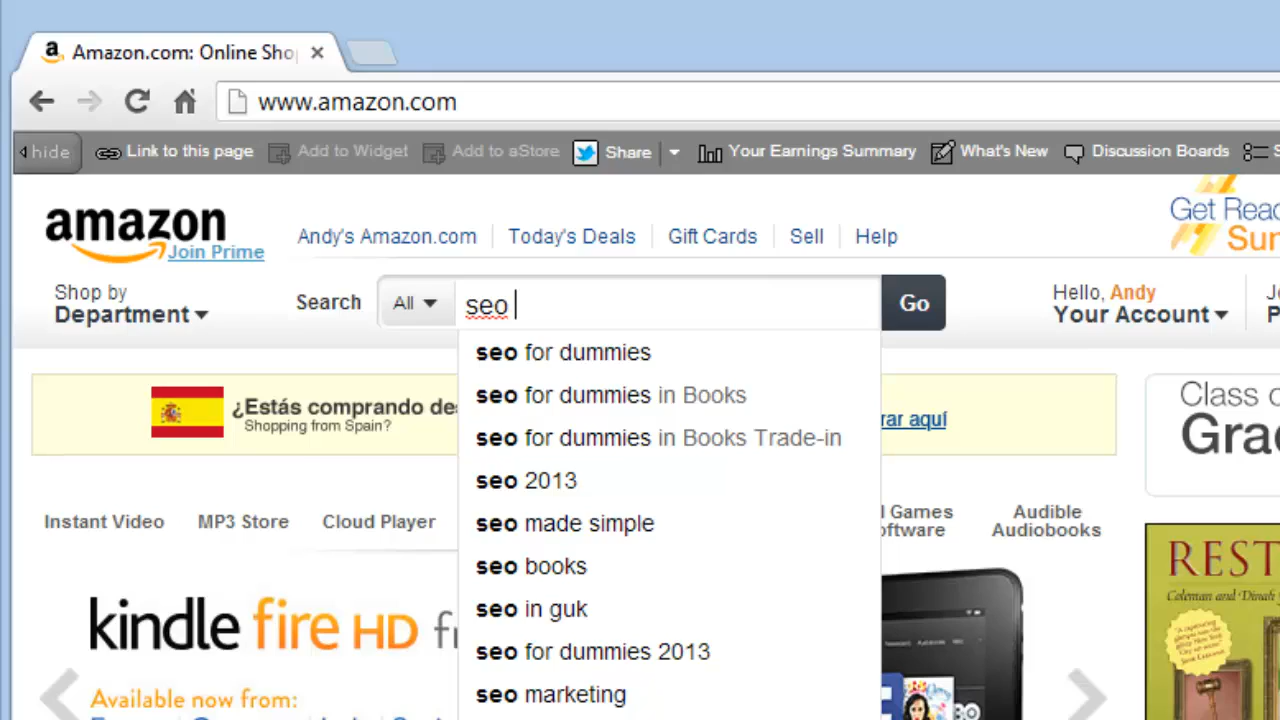 Amazon.com: Online Sho
www.amazon.com
hide Link to this page Add to Widget Add to aStore Share Your Earnings Summary What's New Discussion Boards
amazon
Join Prime
Andy's Amazon.com Today's Deals Gift Cards Sell Help
Get Read
Sum
Shop by
Department
Search All seo Go
Hello, Andy
Your Account
seo for dummies
seo for dummies in Books
seo for dummies in Books Trade-in
seo 2013
seo made simple
seo books
seo in guk
seo for dummies 2013
seo marketing
¿Estás comprando des
Shopping from Spain?
rar aquí
Class o
Grad
Instant Video MP3 Store Cloud Player
l Games
oftware
Audible
Audiobooks
kindle fire HD
Available now from:
REST
Coleman and Dinah